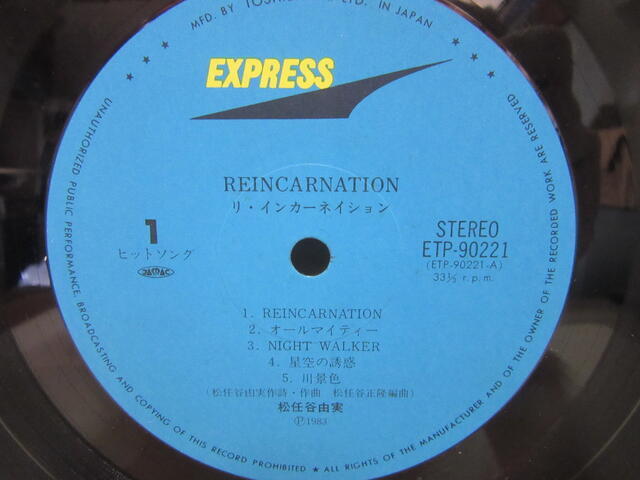 MFD. BY TOSHIBA EMI LTD. IN JAPAN
EXPRESS
REINCARNATION
リ・インカーネイション
1
ヒットソング
STEREO
ETP-90221
(ETP-90221-A)
33⅓ r.p.m.
1. REINCARNATION
2. オールマイティー
3. NIGHT WALKER
4. 星空の誘惑
5. 川景色
(松任谷由実作詩・作曲 松任谷正隆編曲)
松任谷由実
Ⓟ1983
UNAUTHORIZED PUBLIC PERFORMANCE, BROADCASTING AND COPYING OF THIS RECORD PROHIBITED ★ ALL RIGHTS OF THE MANUFACTURER AND OF THE OWNER OF THE RECORDED WORK ARE RESERVED